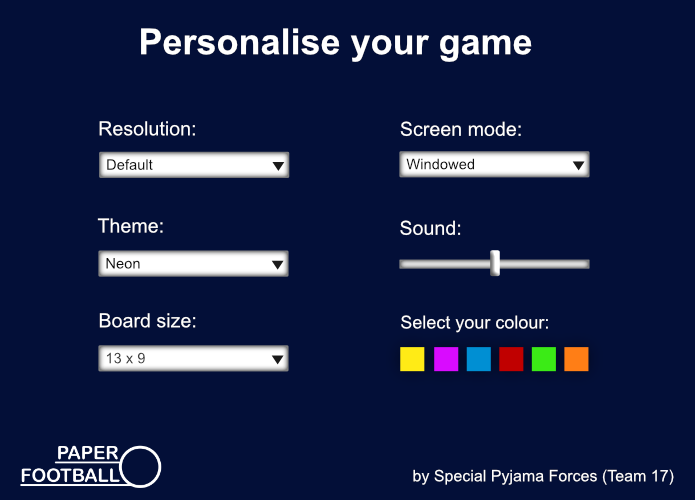 Personalise your game
Resolution:
Default
Screen mode:
Windowed
Theme:
Neon
Sound:
Board size:
13 x 9
Select your colour:
PAPER
FOOTBALL
by Special Pyjama Forces (Team 17)